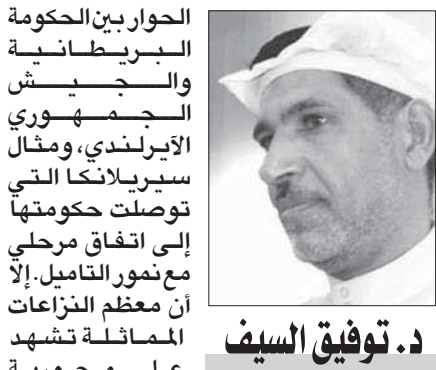 الحوار بين الحكومة
البريطانية
والجيش
الجمهوري
الآيرلندي، ومثال
سيريلانكا التي
توصلت حكومتها
إلى اتفاق مرحلي
مع نمور التاميل. إلا
أن معظم النزاعات
المماثلة تشهد
د. توفيق السيف